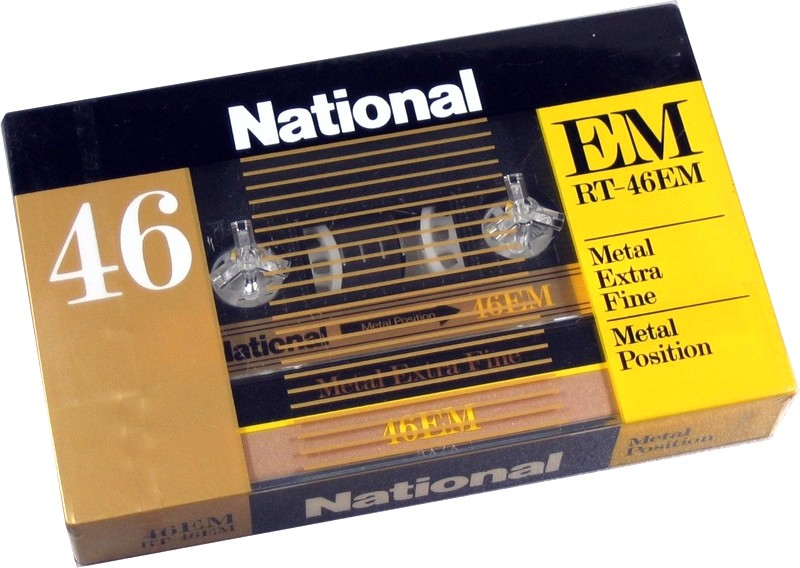 National
EM
RT-46EM
46
Metal
Extra
Fine
Metal
Position
National
Metal Position
46EM
Metal Extra Fine
46EM
National
Metal
Position
46EM
RT-46EM